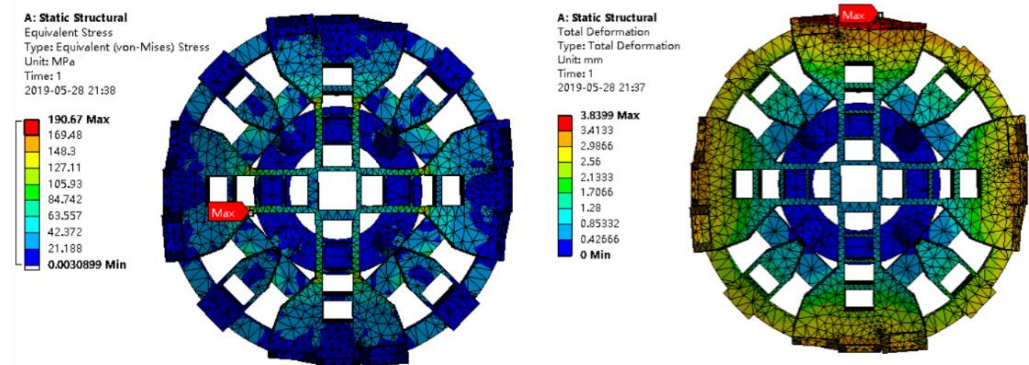 A: Static Structural
Equivalent Stress
Type: Equivalent (von-Mises) Stress
Unit: MPa
Time: 1
2019-05-28 21:38
190.67 Max
169.48
148.3
127.11
105.93
84.742
63.557
42.372
21.188
0.0030899 Min
Max
A: Static Structural
Total Deformation
Type: Total Deformation
Unit: mm
Time: 1
2019-05-28 21:37
3.8399 Max
3.4133
2.9866
2.56
2.1333
1.7066
1.28
0.85332
0.42666
0 Min
Max